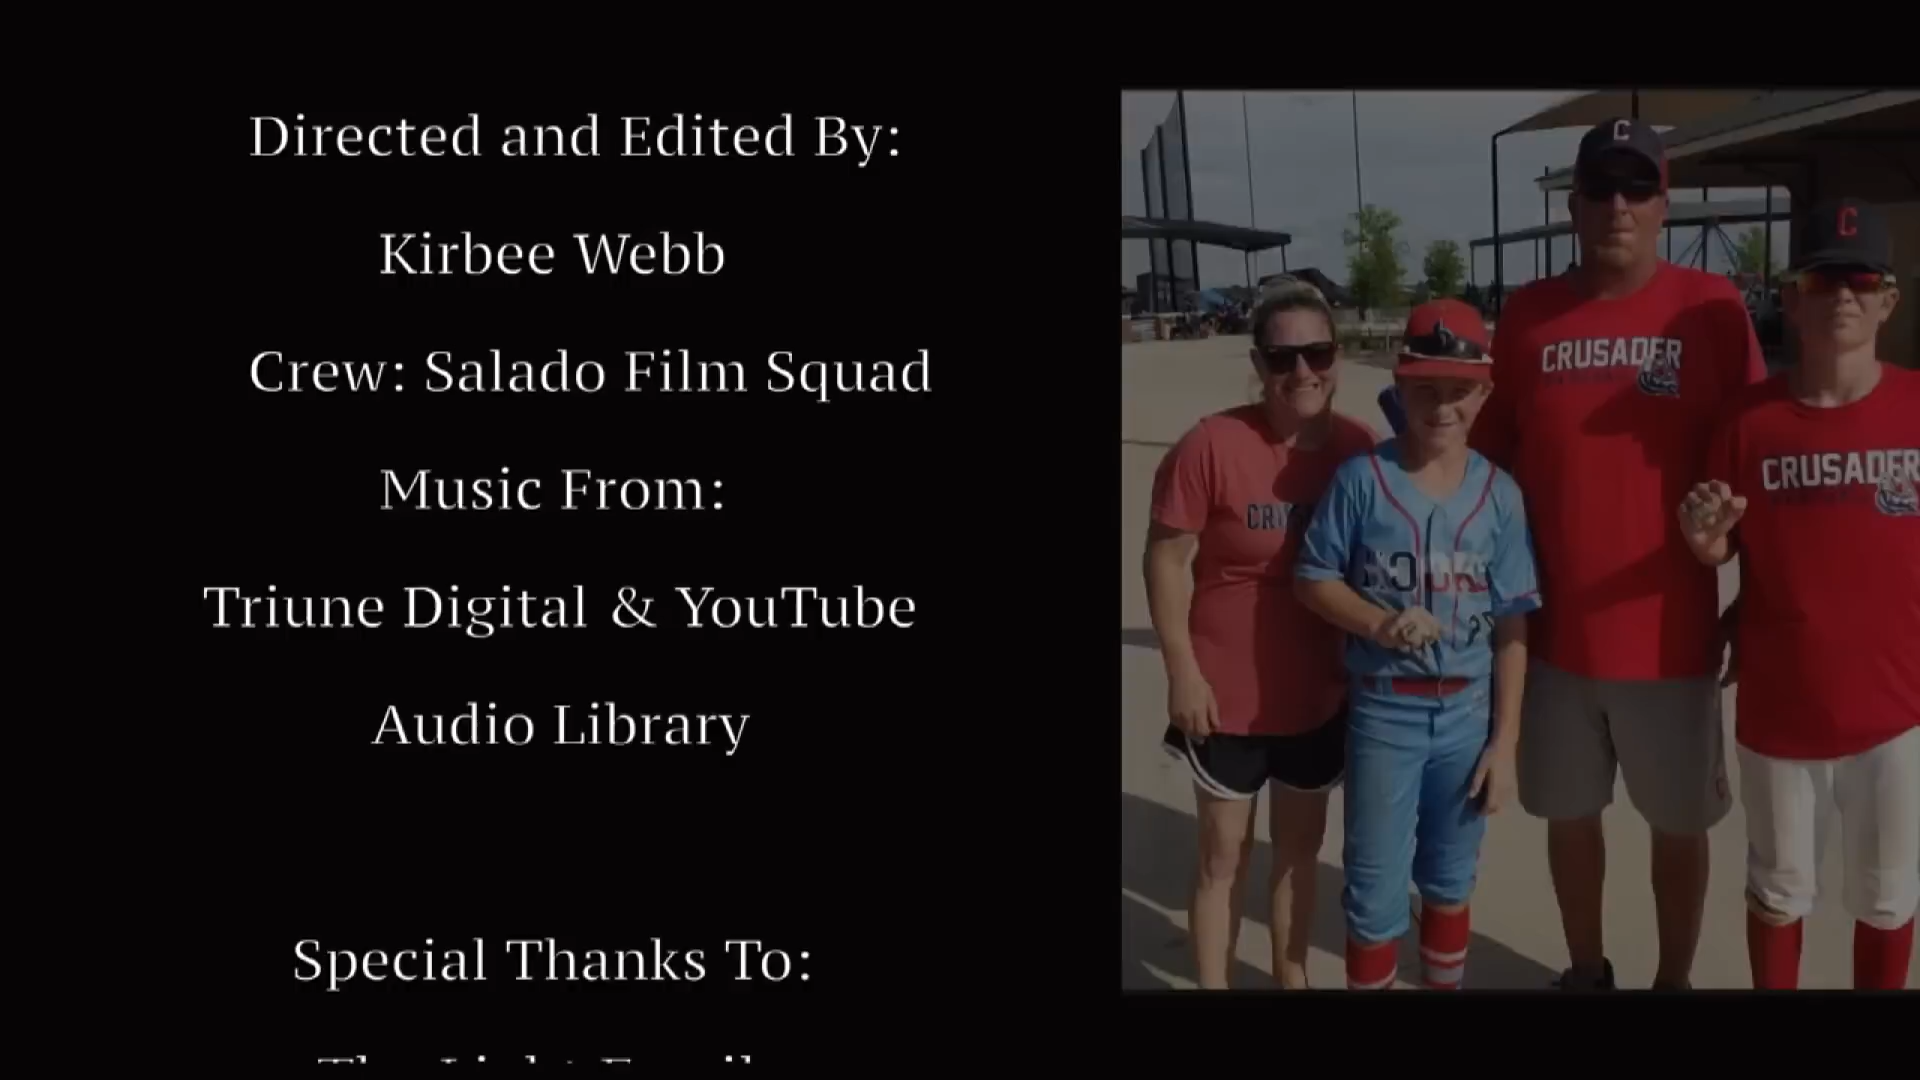 Directed and Edited By:
Kirbee Webb
Crew: Salado Film Squad
Music From:
Triune Digital & YouTube
Audio Library
Special Thanks To:
C
C
CRUSADER
CRUSADER